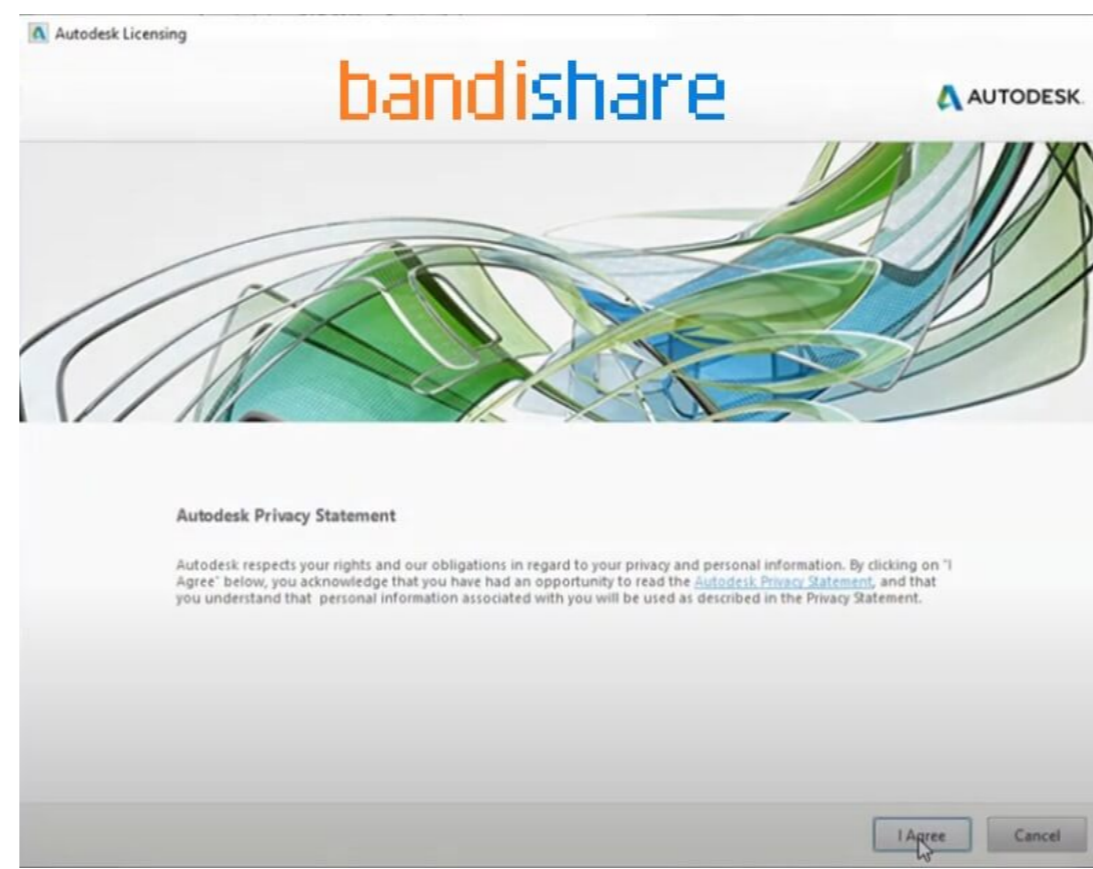 Autodesk Licensing
bandishare
AUTODESK.
Autodesk Privacy Statement
Autodesk respects your rights and our obligations in regard to your privacy and personal information. By clicking on "I
Agree" below, you acknowledge that you have had an opportunity to read the Autodesk Privacy Statement, and that
you understand that personal information associated with you will be used as described in the Privacy Statement.
I Agree
Cancel